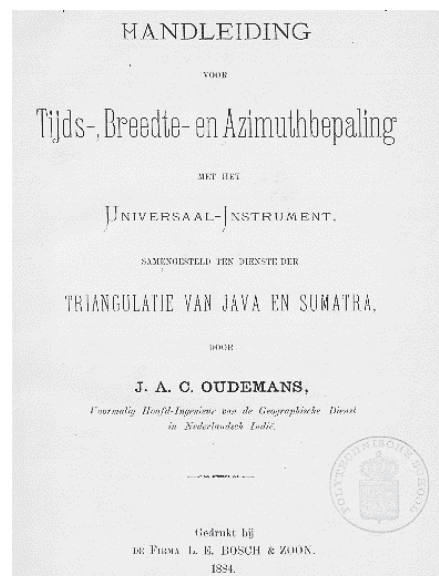 HANDLEIDING
VOOR
Tijds-, Breedte- en Azimuthbepaling
MET HET
UNIVERSAAL-INSTRUMENT,
SAMENGESTELD TEN DIENSTE DER
TRIANGULATIE VAN JAVA EN SUMATRA,
DOOR
J. A. C. OUDEMANS,
Voormalig Hoofd-Ingenieur van de Geographische Dienst
in Nederlandsch Indië.
POLYTECHNISCHE SCHOOL
Gedrukt bij
DE FIRMA L. E. BOSCH & ZOON.
1884.